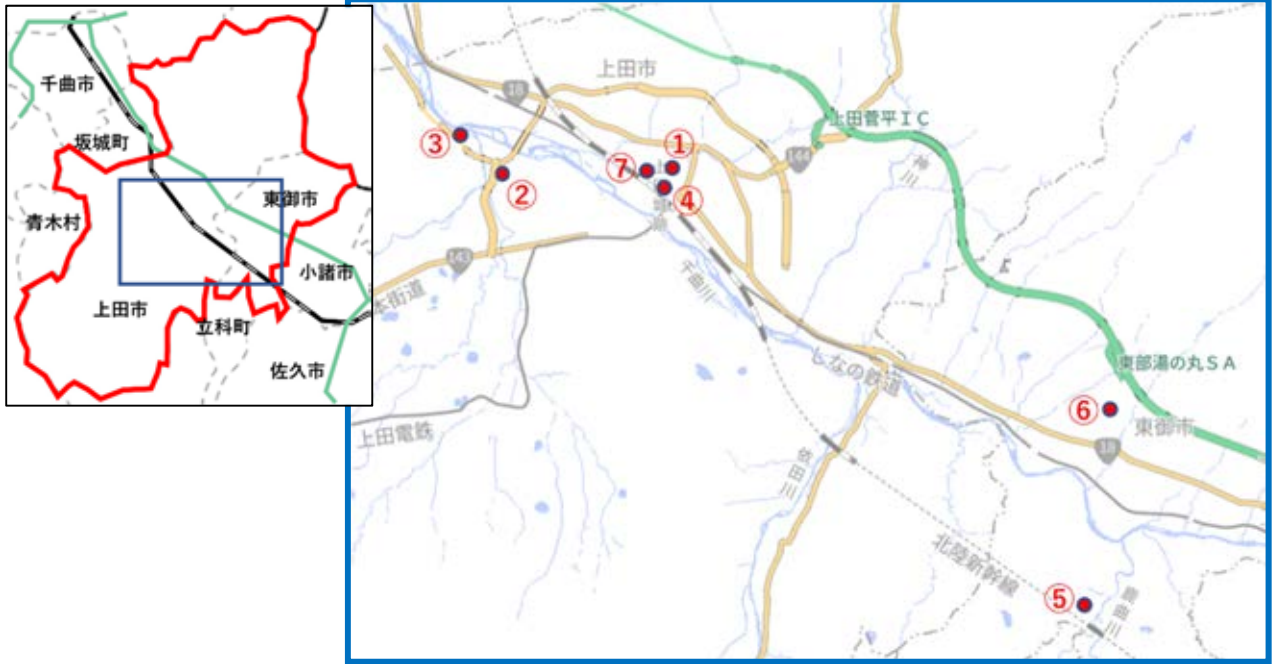 千曲市
坂城町
東御市
青木村
小諸市
上田市
立科町
佐久市
上田市
18
上田菅平IC
144
神川
③
②
⑦
①
④
143
千曲川
しなの鉄道
東部湯の丸SA
⑥
東御市
18
上田電鉄
依田川
北陸新幹線
⑤
鹿曲川